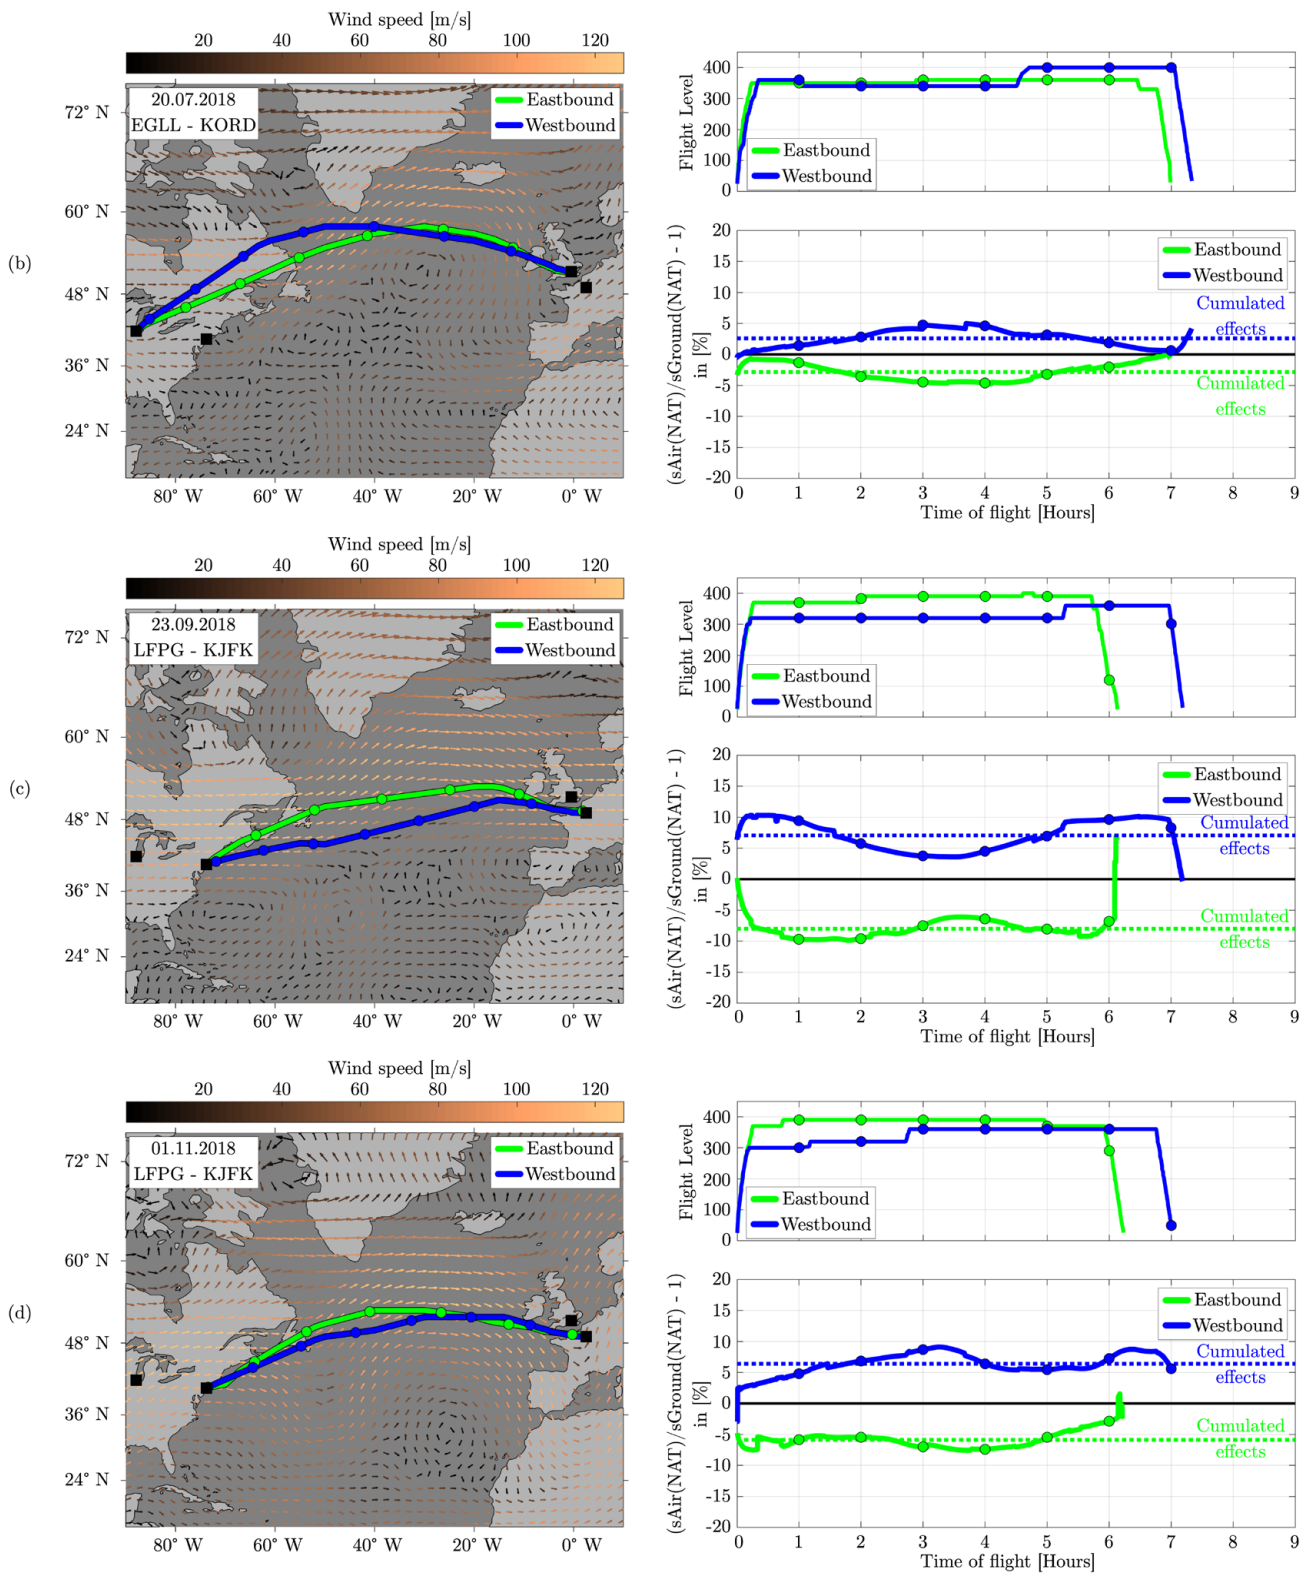 (b)
Wind speed [m/s]
20 40 60 80 100 120
20.07.2018
EGLL - KORD
Eastbound
Westbound
72° N
60° N
48° N
36° N
24° N
80° W 60° W 40° W 20° W 0° W
Flight Level
400
300
200
100
0
Eastbound
Westbound
(sAir(NAT)/sGround(NAT) - 1)
in [%]
20
15
10
5
0
-5
-10
-15
-20
Eastbound
Westbound
Cumulated
effects
Cumulated
effects
0 1 2 3 4 5 6 7 8 9
Time of flight [Hours]
(c)
Wind speed [m/s]
20 40 60 80 100 120
23.09.2018
LFPG - KJFK
Eastbound
Westbound
72° N
60° N
48° N
36° N
24° N
80° W 60° W 40° W 20° W 0° W
Flight Level
400
300
200
100
0
Eastbound
Westbound
(sAir(NAT)/sGround(NAT) - 1)
in [%]
20
15
10
5
0
-5
-10
-15
-20
Eastbound
Westbound
Cumulated
effects
Cumulated
effects
0 1 2 3 4 5 6 7 8 9
Time of flight [Hours]
(d)
Wind speed [m/s]
20 40 60 80 100 120
01.11.2018
LFPG - KJFK
Eastbound
Westbound
72° N
60° N
48° N
36° N
24° N
80° W 60° W 40° W 20° W 0° W
Flight Level
400
300
200
100
0
Eastbound
Westbound
(sAir(NAT)/sGround(NAT) - 1)
in [%]
20
15
10
5
0
-5
-10
-15
-20
Eastbound
Westbound
Cumulated
effects
Cumulated
effects
0 1 2 3 4 5 6 7 8 9
Time of flight [Hours]